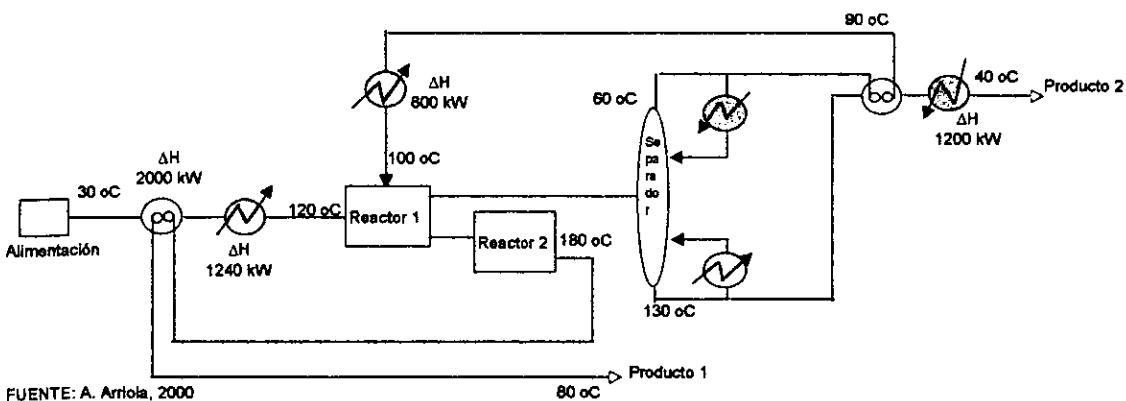 90 oC
ΔH
800 kW
60 oC
40 oC
Producto 2
ΔH
1200 kW
Se
pa
ra
do
r
100 oC
ΔH
2000 kW
30 oC
120 oC
Reactor 1
Reactor 2
180 oC
Alimentación
ΔH
1240 kW
130 oC
Producto 1
80 oC
FUENTE: A. Arriola, 2000